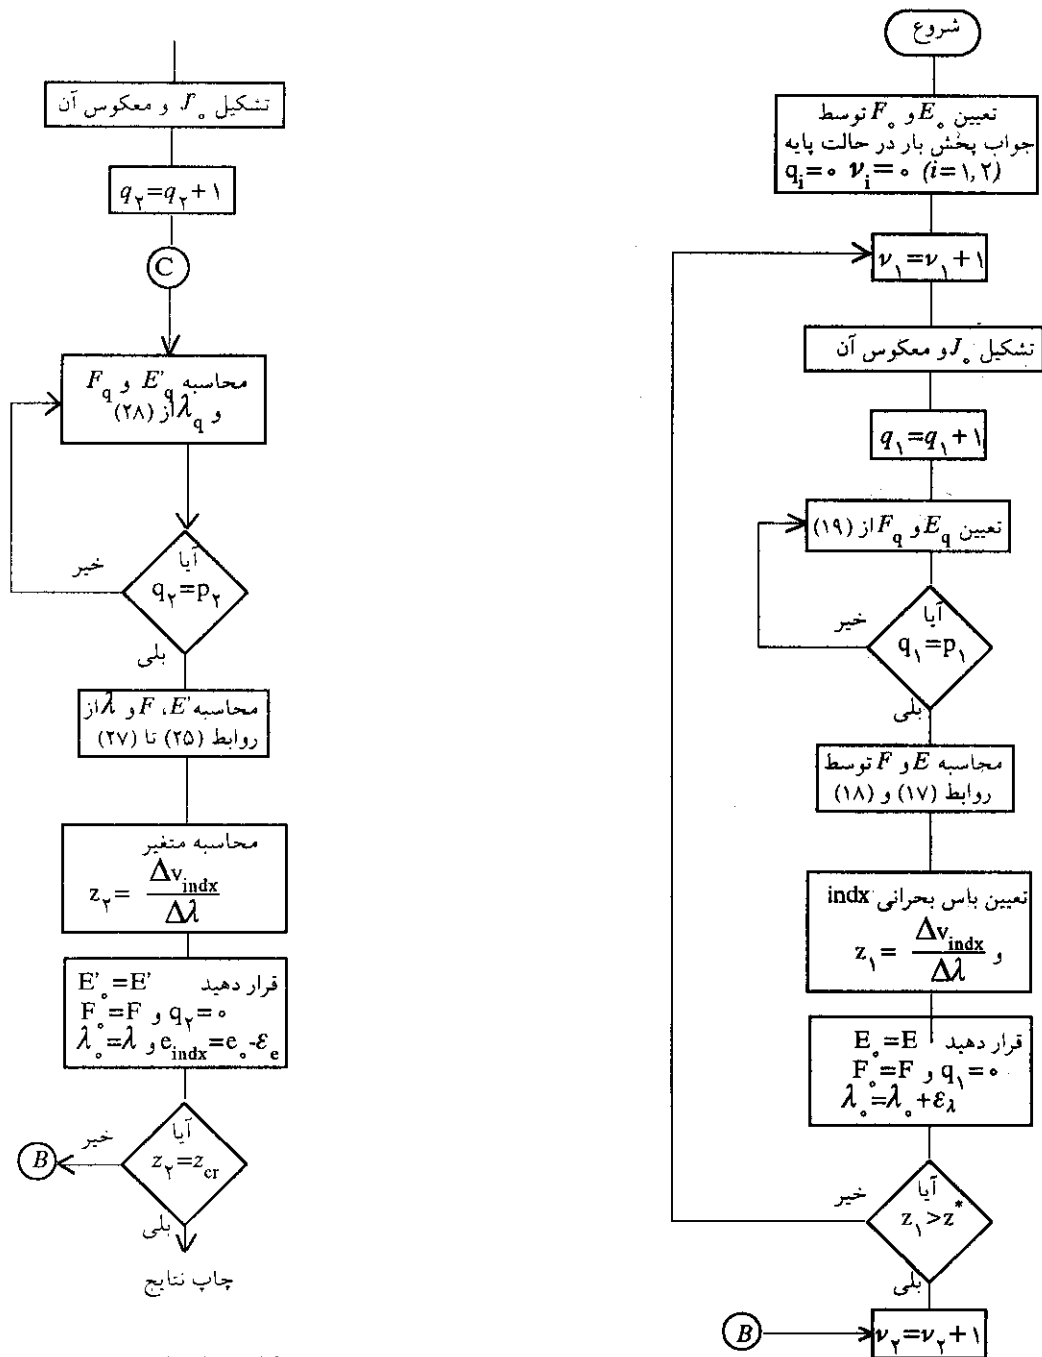 شروع
تعیین E₀ و F₀ توسط
جواب پخش بار در حالت پایه
qᵢ=۰ νᵢ=۰ (i=۱,۲)
ν₁=ν₁+۱
تشکیل J₀ و معکوس آن
q₁=q₁+۱
تعیین E_q و F_q از (۱۹)
آیا
q₁=p₁
خیر
بلی
محاسبه E و F توسط
روابط (۱۷) و (۱۸)
تعیین باس بحرانی indx
و z₁= Δv_indx / Δλ
قرار دهید E₀=E
F₀=F و q₁=۰
λ₀=λ₀+ε_λ
آیا
z₁>z*
خیر
بلی
B
ν₂=ν₂+۱
تشکیل J'₀ و معکوس آن
q₂=q₂+۱
C
محاسبه E'_q و F_q
و λ_q از (۲۸)
آیا
q₂=p₂
خیر
بلی
محاسبه E'، F و λ از
روابط (۲۵) تا (۲۷)
محاسبه متغیر
z₂= Δv_indx / Δλ
قرار دهید E'₀=E'
F₀=F و q₂=۰
λ₀=λ و e_indx=e₀-ε_e
آیا
z₂=z_cr
خیر
B
بلی
چاپ نتایج